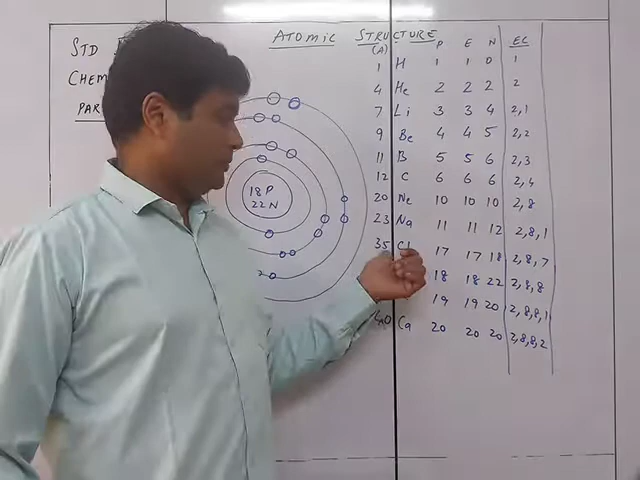 STD
CHEM
PAR
ATOMIC STRUCTURE
(A) P E N EC
1 H 1 1 0 1
4 He 2 2 2 2
7 Li 3 3 4 2,1
9 Be 4 4 5 2,2
11 B 5 5 6 2,3
12 C 6 6 6 2,4
20 Ne 10 10 10 2,8
23 Na 11 11 12 2,8,1
35 Cl 17 17 18 2,8,7
18 18 22 2,8,8
19 19 20 2,8,8,1
40 Ca 20 20 20 2,8,8,2
18P
22N